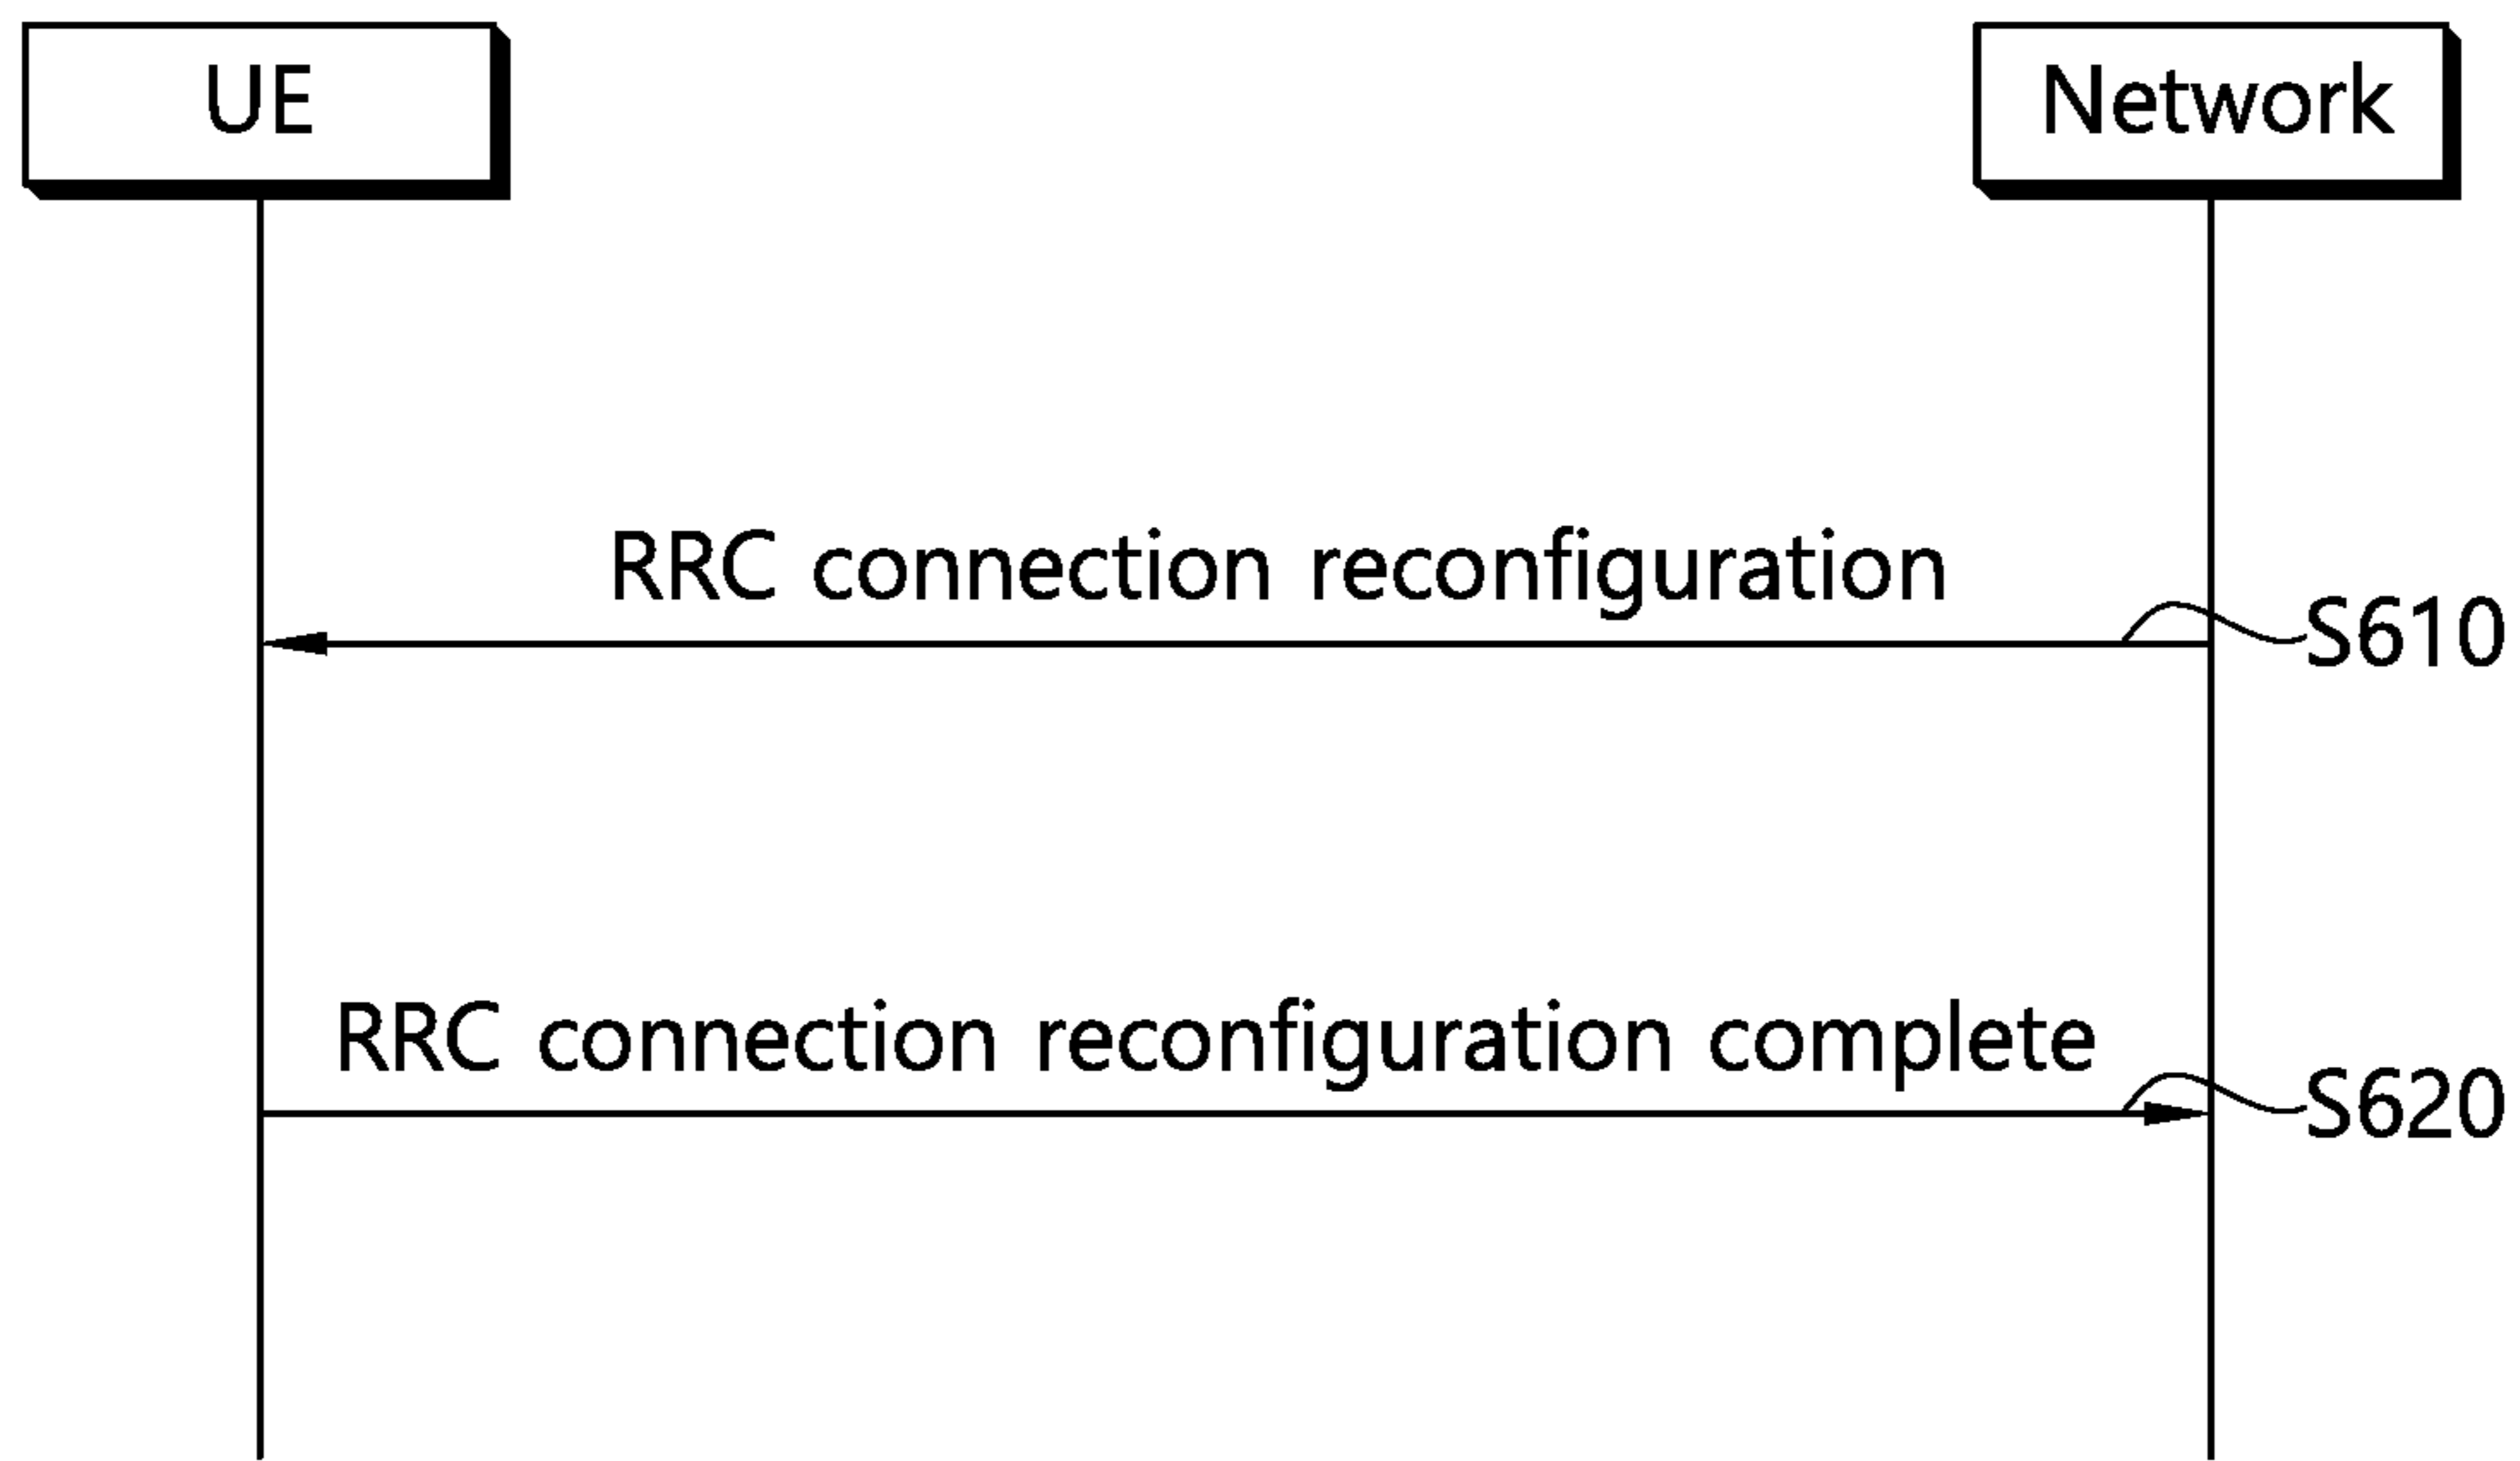 UE
Network
RRC connection reconfiguration
S610
RRC connection reconfiguration complete
S620